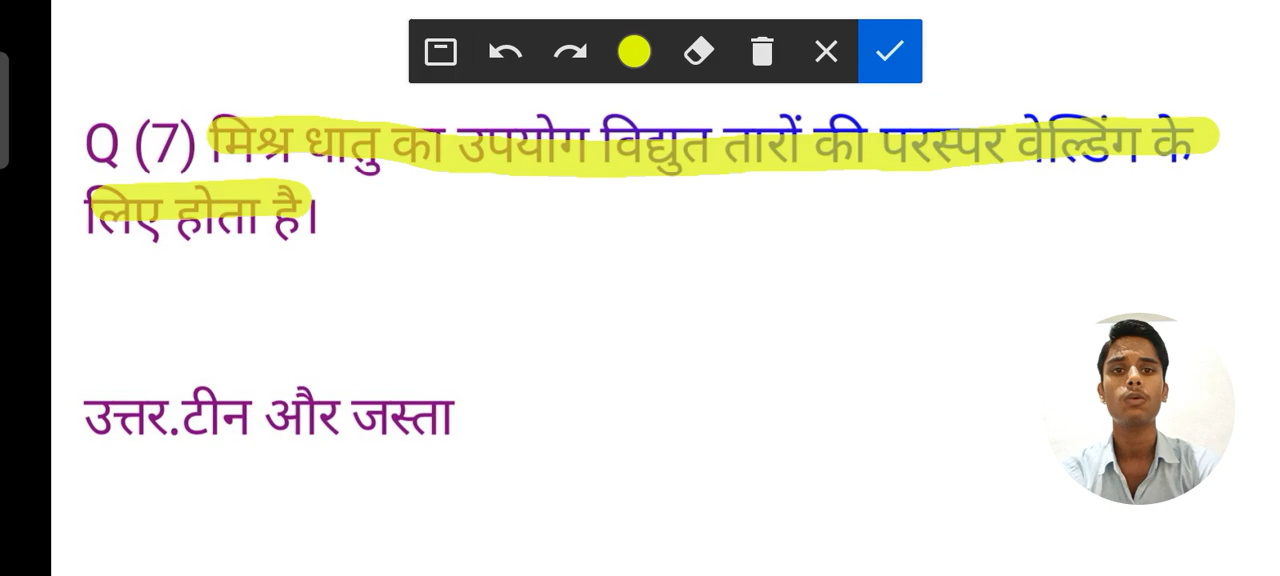 Q (7) मिश्र धातु का उपयोग विद्युत तारों की परस्पर वेल्डिंग के
लिए होता है।
उत्तर.टीन और जस्ता